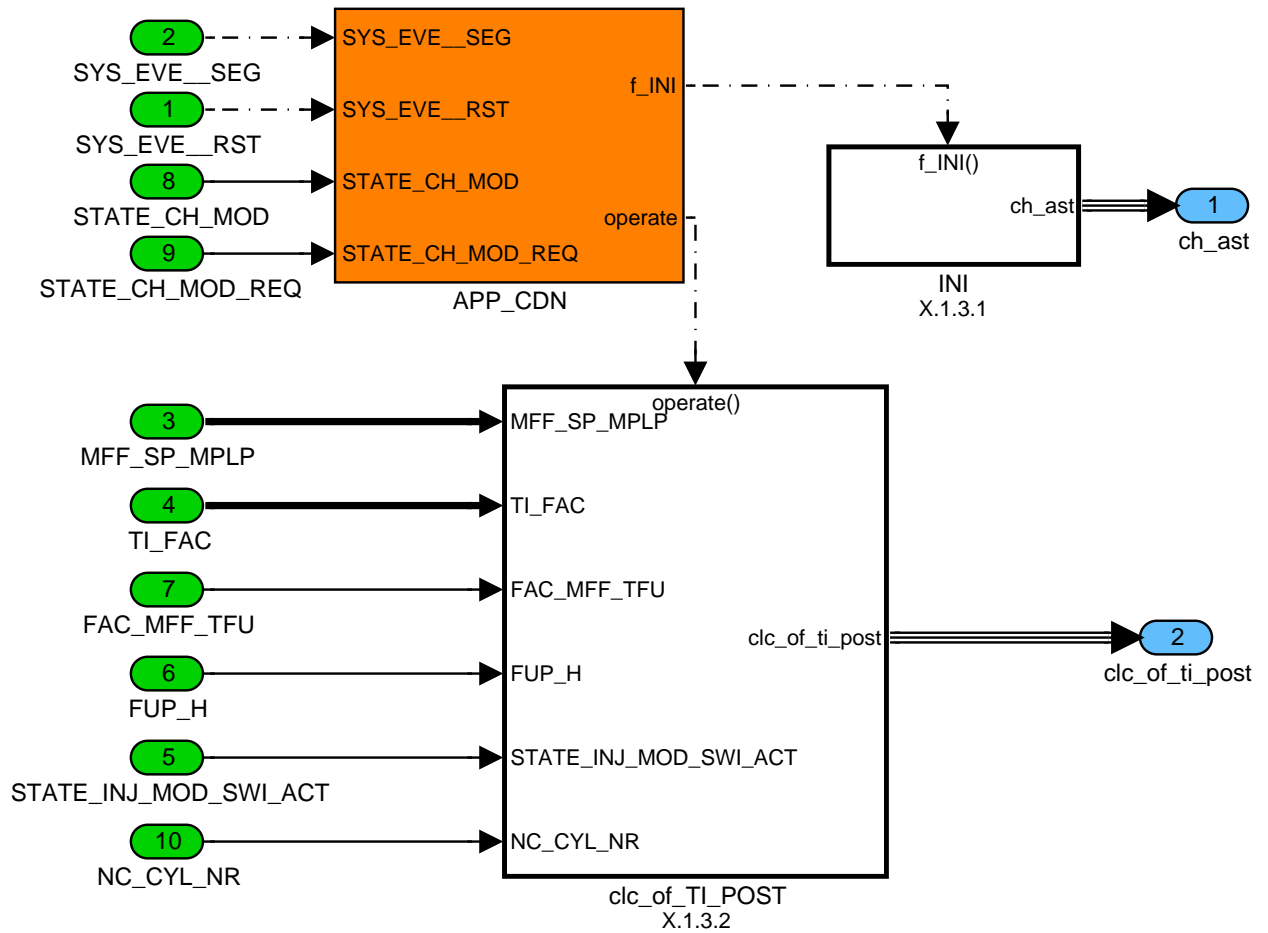 2
SYS_EVE__SEG
1
SYS_EVE__RST
8
STATE_CH_MOD
9
STATE_CH_MOD_REQ
SYS_EVE__SEG
f_INI
SYS_EVE__RST
STATE_CH_MOD
operate
STATE_CH_MOD_REQ
APP_CDN
f_INI()
ch_ast
INI
X.1.3.1
1
ch_ast
3
MFF_SP_MPLP
4
TI_FAC
7
FAC_MFF_TFU
6
FUP_H
5
STATE_INJ_MOD_SWI_ACT
10
NC_CYL_NR
operate()
MFF_SP_MPLP
TI_FAC
FAC_MFF_TFU
clc_of_ti_post
FUP_H
STATE_INJ_MOD_SWI_ACT
NC_CYL_NR
clc_of_TI_POST
X.1.3.2
2
clc_of_ti_post